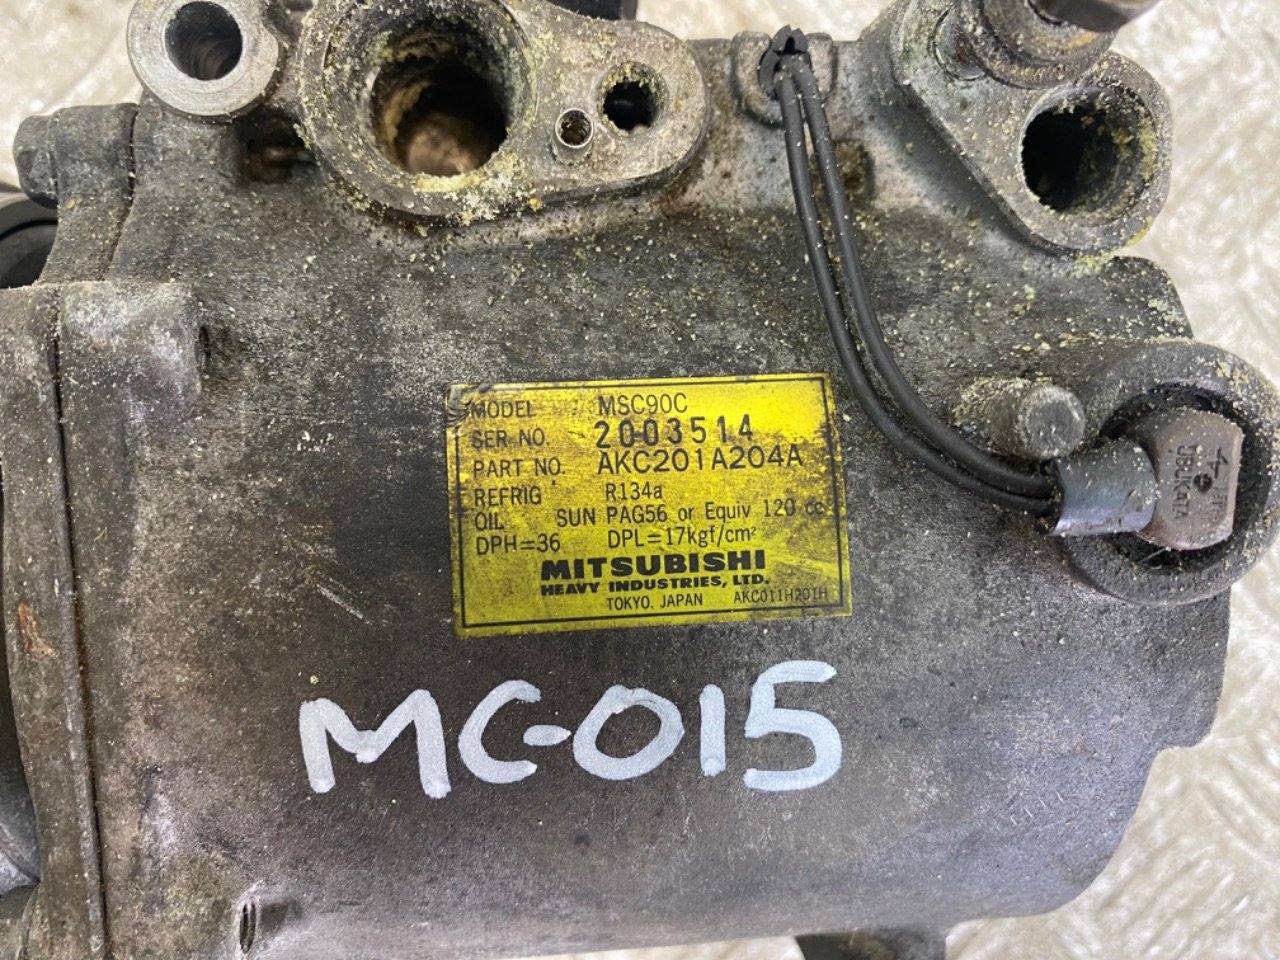 MODEL MSC90C
SER NO. 2003514
PART NO. AKC201A204A
REFRIG R134a
OIL SUN PAG56 or Equiv 120 cc
DPH=36 DPL=17kgf/cm²
MITSUBISHI
HEAVY INDUSTRIES, LTD.
TOKYO. JAPAN AKC011H201H
MC-015
UBUKATA